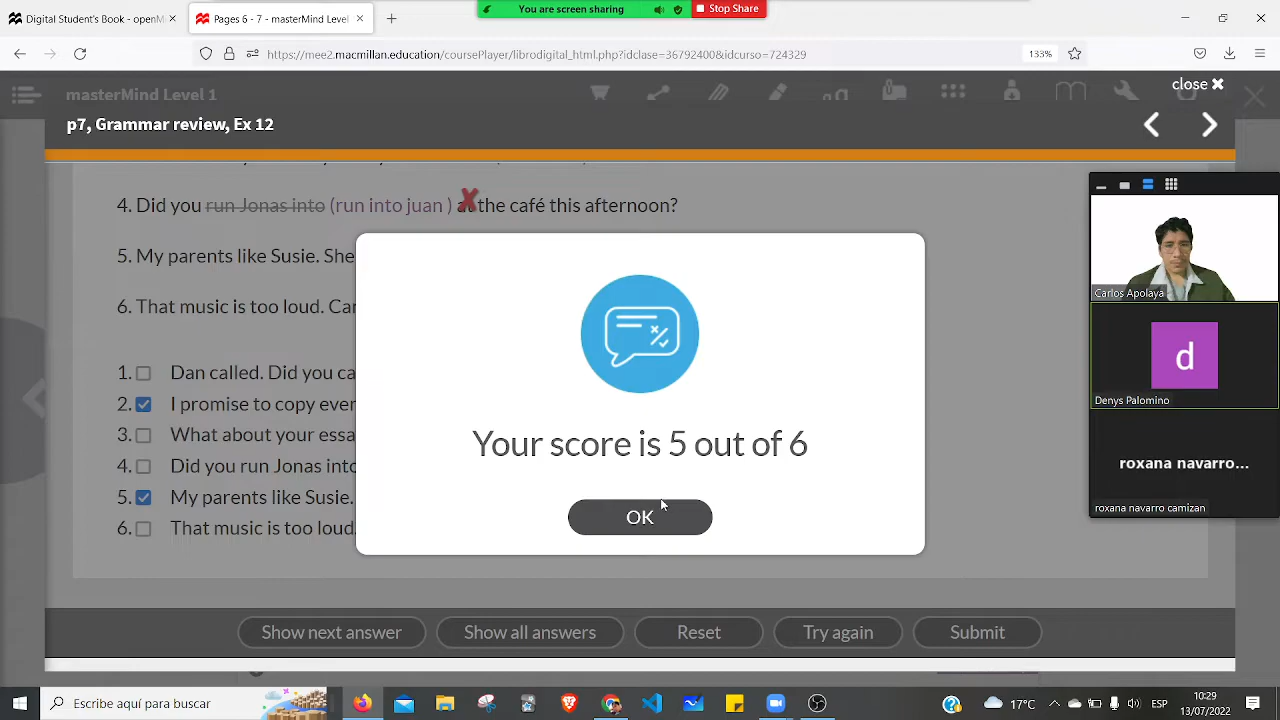 You are screen sharing
Stop Share
Digital Student's Book - openM
Pages 6 - 7 - masterMind Level
https://mee2.macmillan.education/coursePlayer/librodigital_html.php?idclase=36792400&idcurso=724329
133%
masterMind Level 1
close
p7, Grammar review, Ex 12
4. Did you run Jonas into (run into juan ) at the café this afternoon?
5. My parents like Susie. She
6. That music is too loud. Car
1. Dan called. Did you ca
2. I promise to copy ever
3. What about your essa
4. Did you run Jonas into
5. My parents like Susie.
6. That music is too loud.
Your score is 5 out of 6
OK
Show next answer
Show all answers
Reset
Try again
Submit
Carlos Apolaya
d
Denys Palomino
roxana navarro...
roxana navarro camizan
Escribe aquí para buscar
17°C
ESP
10:29
13/07/2022